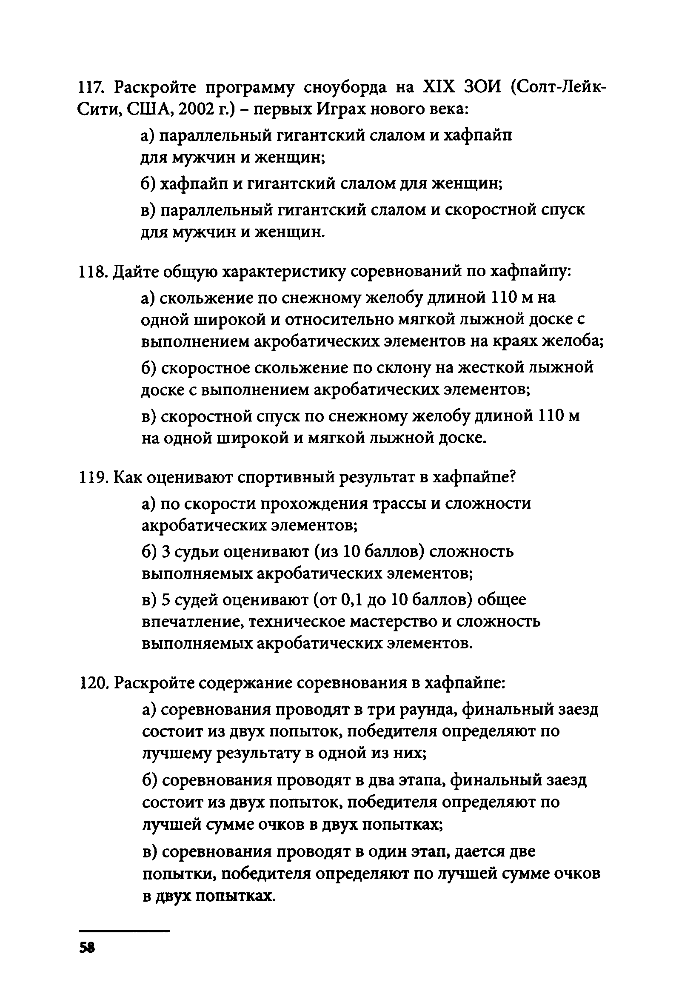 117. Раскройте программу сноуборда на XIX ЗОИ (Солт-Лейк-
Сити, США, 2002 г.) – первых Играх нового века:
а) параллельный гигантский слалом и хафпайп
для мужчин и женщин;
б) хафпайп и гигантский слалом для женщин;
в) параллельный гигантский слалом и скоростной спуск
для мужчин и женщин.
118. Дайте общую характеристику соревнований по хафпайпу:
а) скольжение по снежному желобу длиной 110 м на
одной широкой и относительно мягкой лыжной доске с
выполнением акробатических элементов на краях желоба;
б) скоростное скольжение по склону на жесткой лыжной
доске с выполнением акробатических элементов;
в) скоростной спуск по снежному желобу длиной 110 м
на одной широкой и мягкой лыжной доске.
119. Как оценивают спортивный результат в хафпайпе?
а) по скорости прохождения трассы и сложности
акробатических элементов;
б) 3 судьи оценивают (из 10 баллов) сложность
выполняемых акробатических элементов;
в) 5 судей оценивают (от 0,1 до 10 баллов) общее
впечатление, техническое мастерство и сложность
выполняемых акробатических элементов.
120. Раскройте содержание соревнования в хафпайпе:
а) соревнования проводят в три раунда, финальный заезд
состоит из двух попыток, победителя определяют по
лучшему результату в одной из них;
б) соревнования проводят в два этапа, финальный заезд
состоит из двух попыток, победителя определяют по
лучшей сумме очков в двух попытках;
в) соревнования проводят в один этап, дается две
попытки, победителя определяют по лучшей сумме очков
в двух попытках.
58